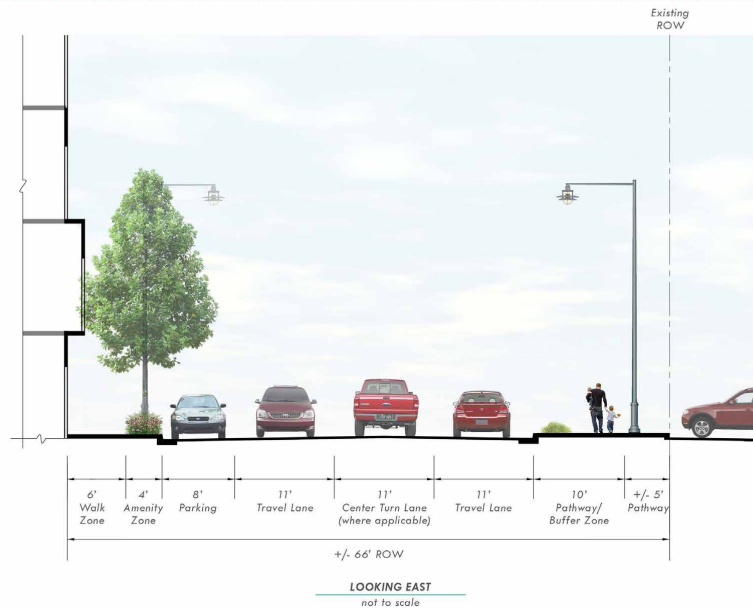 Existing
ROW
6'
Walk
Zone
4'
Amenity
Zone
8'
Parking
11'
Travel Lane
11'
Center Turn Lane
(where applicable)
11'
Travel Lane
10'
Pathway/
Buffer Zone
+/- 5'
Pathway
+/- 66' ROW
LOOKING EAST
not to scale